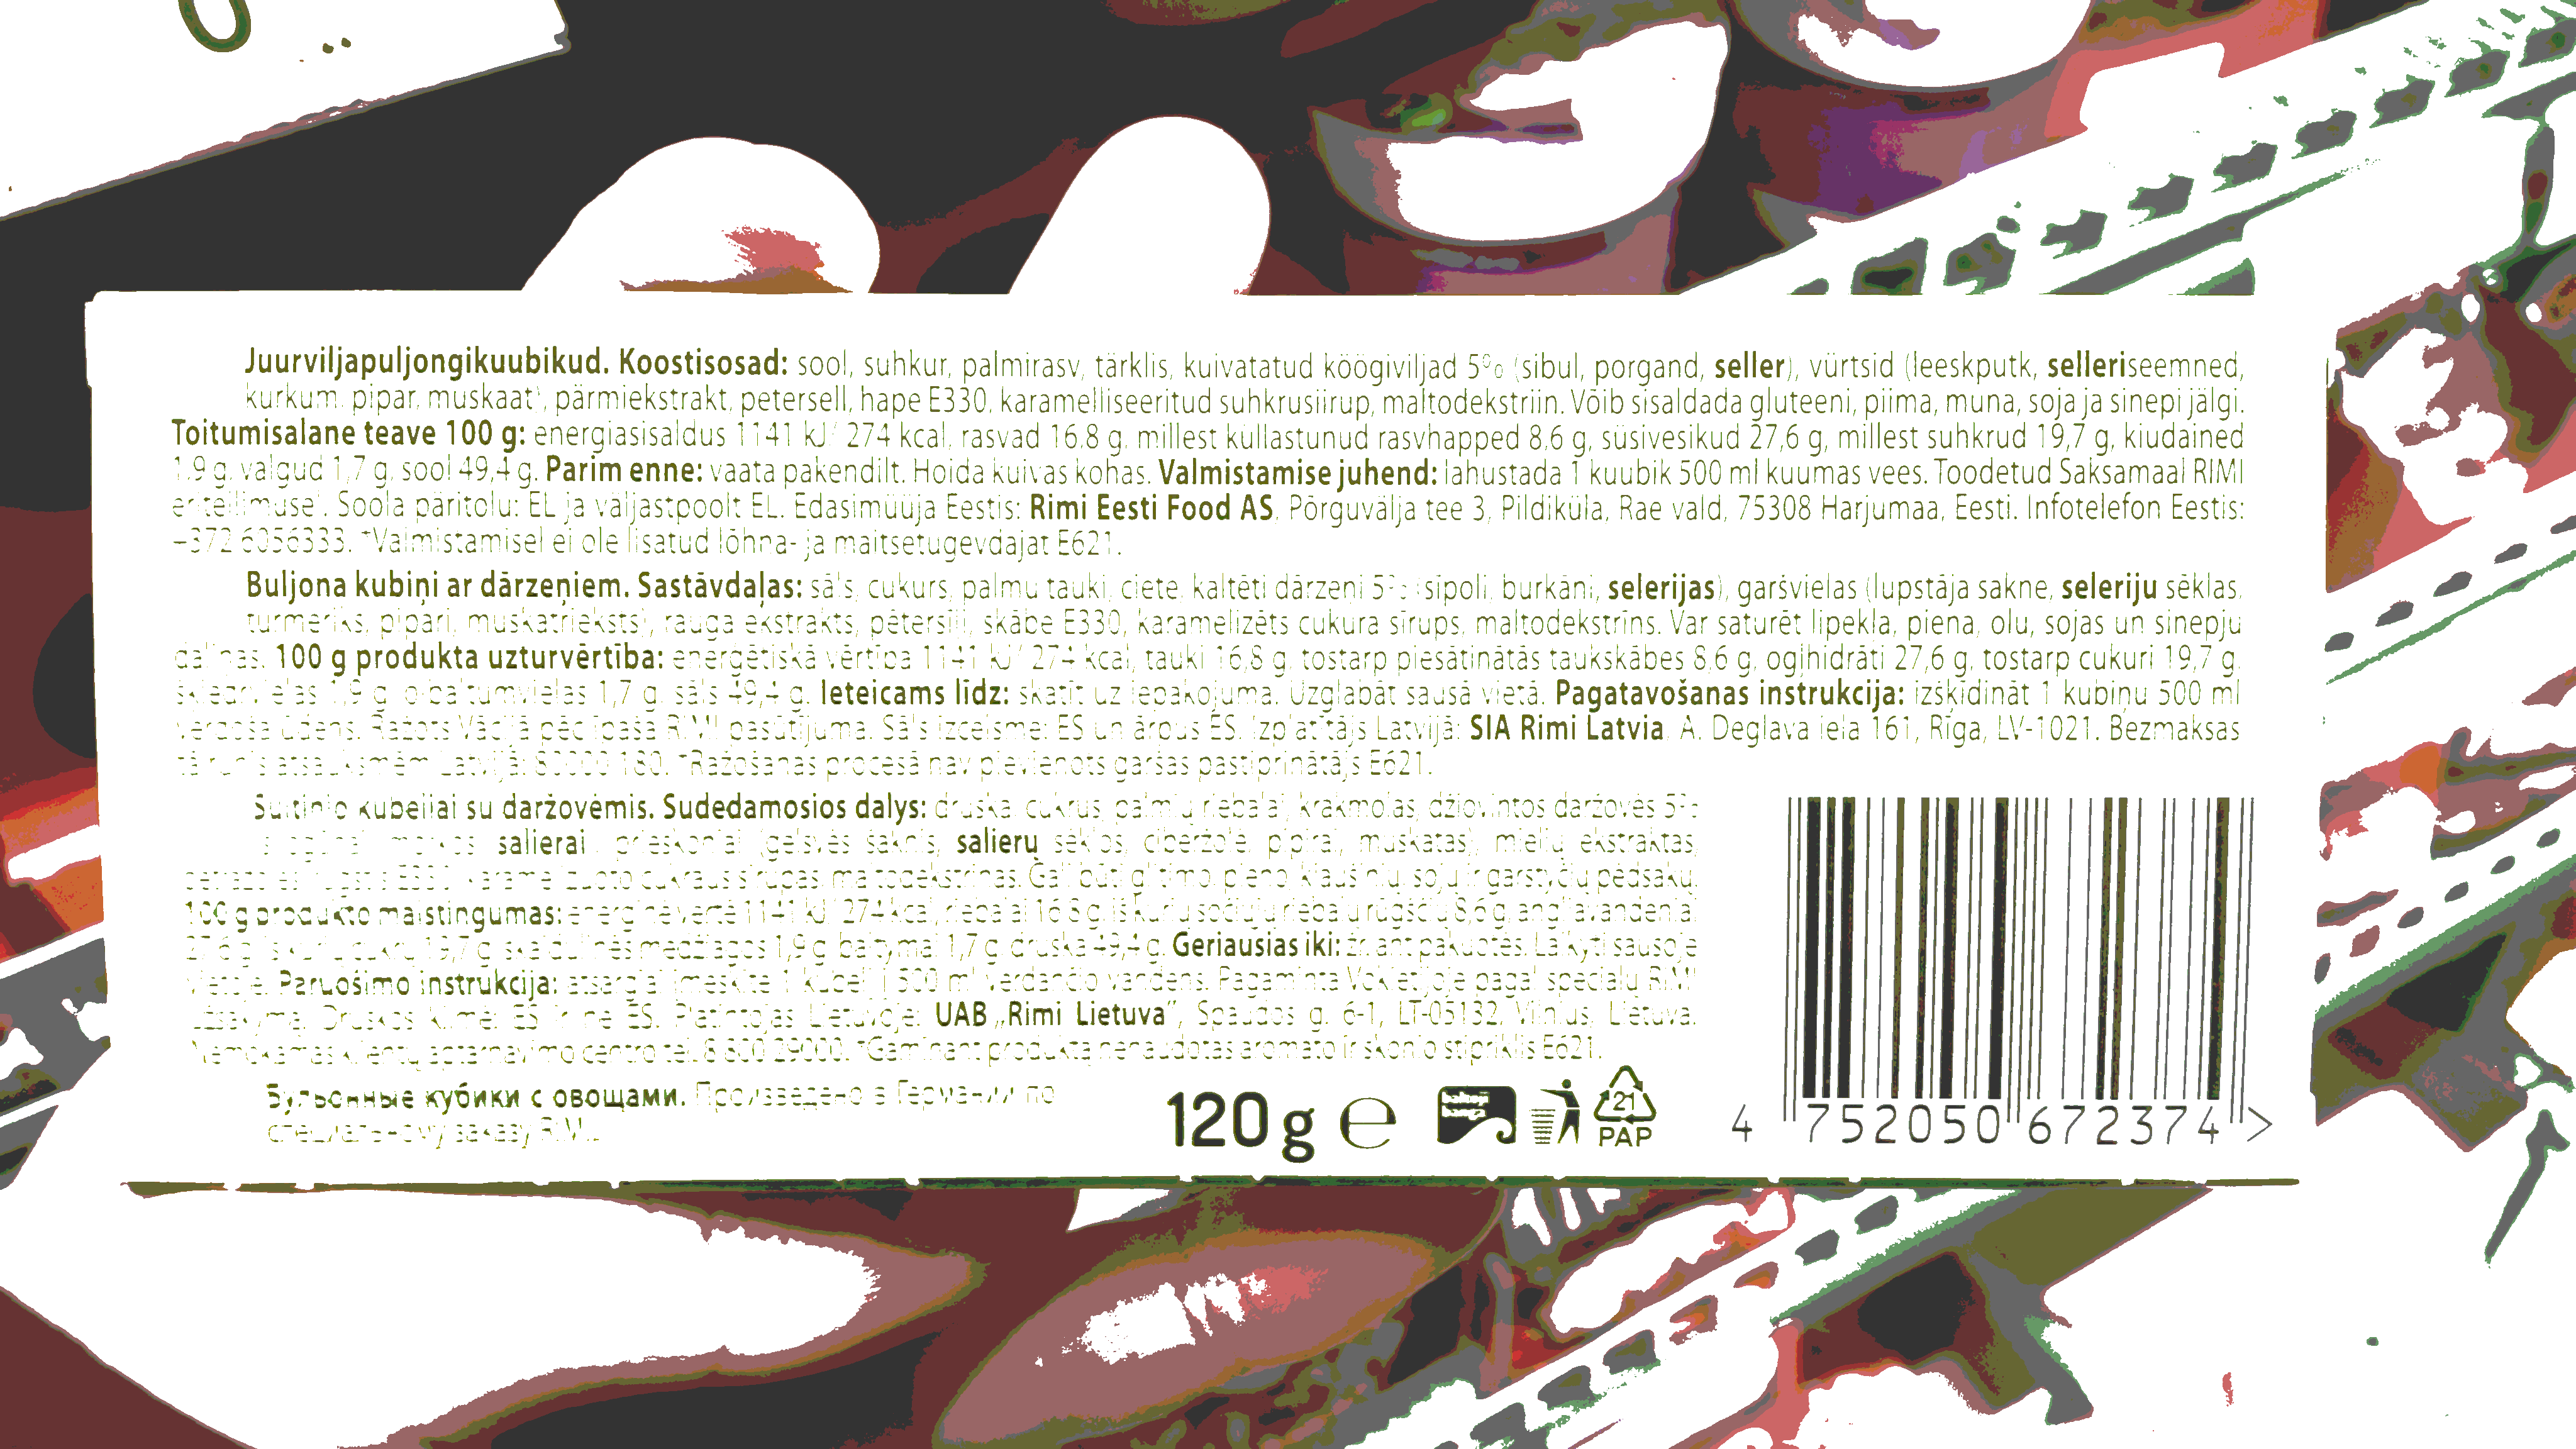 Juurviljapuljongikuubikud. Koostisosad: sool, suhkur, palmirasv, tärklis, kuivatatud köögiviljad 5% (sibul, porgand, seller), vürtsid (leeskputk, selleriseemned,
kurkum, pipar, muskaat), pärmiekstrakt, petersell, hape E330, karamelliseeritud suhkrusiirup, maltodekstriin. Võib sisaldada gluteeni, piima, muna, soja ja sinepi jälgi.
Toitumisalane teave 100 g: energiasisaldus 1141 kJ/ 274 kcal, rasvad 16,8 g, millest küllastunud rasvhapped 8,6 g, süsivesikud 27,6 g, millest suhkrud 19,7 g, kiudained
1,9 g, valgud 1,7 g, sool 49,4 g. Parim enne: vaata pakendilt. Hoida kuivas kohas. Valmistamise juhend: lahustada 1 kuubik 500 ml kuumas vees. Toodetud Saksamaal RIMI
eritellimusel. Soola päritolu: EL ja väljastpoolt EL. Edasimüüja Eestis: Rimi Eesti Food AS, Põrguvälja tee 3, Pildiküla, Rae vald, 75308 Harjumaa, Eesti. Infotelefon Eestis:
+372 6056333. *Valmistamisel ei ole lisatud lõhna- ja maitsetugevdajat E621.
Buljona kubiņi ar dārzeņiem. Sastāvdaļas: sāls, cukurs, palmu tauki, ciete, kaltēti dārzeņi 5% (sīpoli, burkāni, selerijas), garšvielas (lupstāja sakne, seleriju sēklas,
turmeriks, pipari, muskatrieksts), rauga ekstrakts, pētersīļi, skābe E330, karamelizēts cukura sīrups, maltodekstrīns. Var saturēt lipekļa, piena, olu, sojas un sinepju
daļiņas. 100 g produkta uzturvērtība: enerģētiskā vērtība 1141 kJ/ 274 kcal, tauki 16,8 g, tostarp piesātinātās taukskābes 8,6 g, ogļhidrāti 27,6 g, tostarp cukuri 19,7 g,
šķiedrvielas 1,9 g, olbaltumvielas 1,7 g, sāls 49,4 g. Ieteicams līdz: skatīt uz iepakojuma. Uzglabāt sausā vietā. Pagatavošanas instrukcija: izšķīdināt 1 kubiņu 500 ml
verdoša ūdens. Ražots Vācijā pēc īpaša RIMI pasūtījuma. Sāls izcelsme: ES un ārpus ES. Izplatītājs Latvijā: SIA Rimi Latvia, A. Deglava iela 161, Rīga, LV-1021. Bezmaksas
tālrunis atsauksmēm Latvijā: 80000 180. *Ražošanas procesā nav pievienots garšas pastiprinātājs E621.
Sultinio kubeliai su daržovėmis. Sudedamosios dalys: druska, cukrus, palmių riebalai, krakmolas, džiovintos daržovės 5%
salierai prieskoniai (gelsvės šaknis, salierų sėklos, ciberžolė, pipirai, muskatas), mielių ekstraktas,
E330, karamelizuoto cukraus sirupas, maltodekstrinas. Gali būti glitimo, pieno, kiaušinių, sojų ir garstyčių pėdsakų.
100 g produkto maistingumas: energinė vertė 1141 kJ/ 274 kcal, riebalai 16,8 g, iš kurių sočiųjų riebalų rūgščių 8,6 g, angliavandeniai
27,6 g, iš kurių cukrų 19,7 g, skaidulinės medžiagos 1,9 g, baltymai 1,7 g, druska 49,4 g. Geriausias iki: žr. ant pakuotės. Laikyti sausoje
vietoje. Paruošimo instrukcija: atsargiai įmeskite 1 kubelį į 500 ml verdančio vandens. Pagaminta Vokietijoje pagal specialų RIMI
užsakymą. Druskos kilmė: ES ir ne ES. Platintojas Lietuvoje: UAB „Rimi Lietuva", Spaudos g. 6-1, LT-05132, Vilnius, Lietuva.
Nemokamas klientų aptarnavimo centro tel. 8 800 29000. *Gaminant produktą nenaudotas aromato ir skonio stipriklis E621.
Бульонные кубики с овощами. Произведено в Германии по
специальному заказу RIMI.
120 g e
21
PAP
4 752050 672374 >